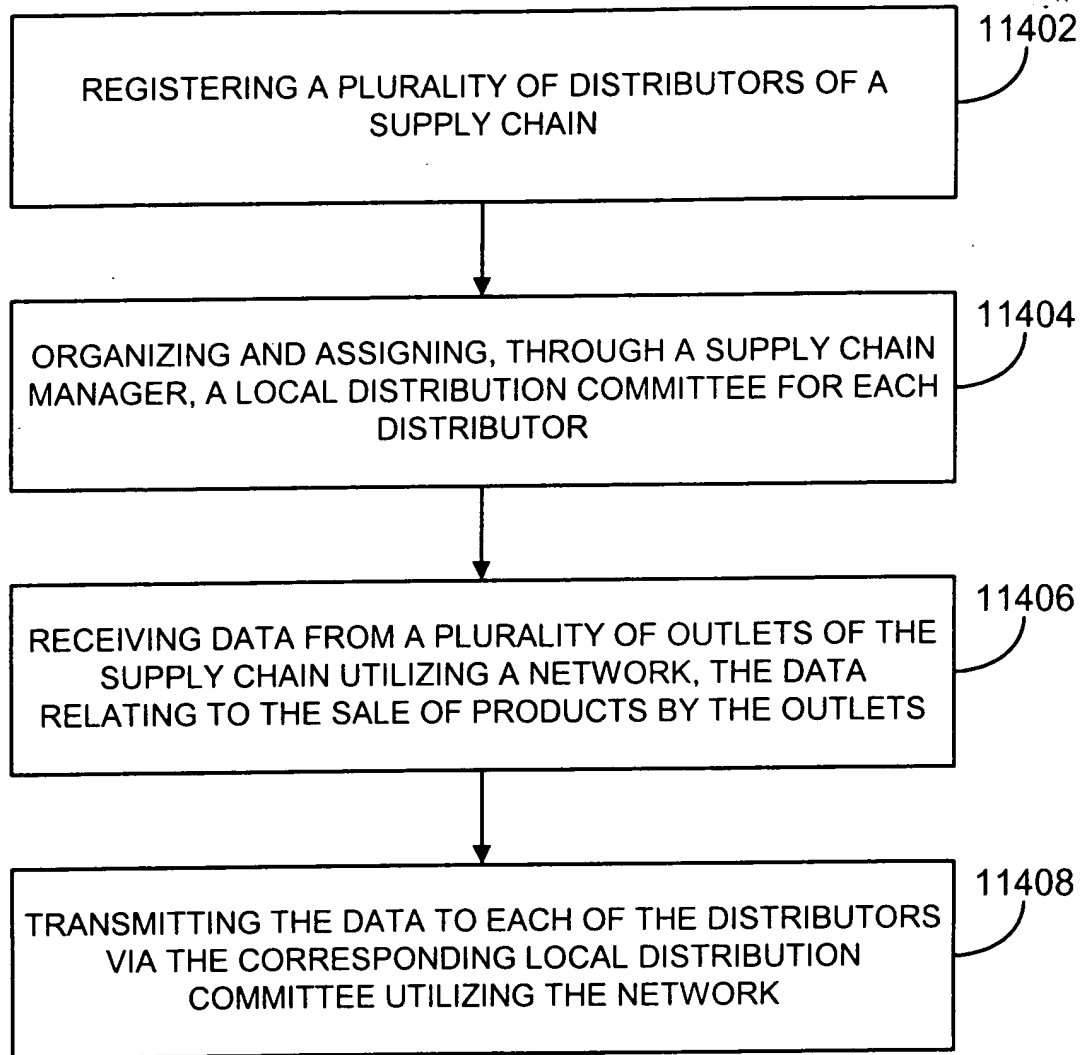 11402
REGISTERING A PLURALITY OF DISTRIBUTORS OF A
SUPPLY CHAIN
11404
ORGANIZING AND ASSIGNING, THROUGH A SUPPLY CHAIN
MANAGER, A LOCAL DISTRIBUTION COMMITTEE FOR EACH
DISTRIBUTOR
11406
RECEIVING DATA FROM A PLURALITY OF OUTLETS OF THE
SUPPLY CHAIN UTILIZING A NETWORK, THE DATA
RELATING TO THE SALE OF PRODUCTS BY THE OUTLETS
11408
TRANSMITTING THE DATA TO EACH OF THE DISTRIBUTORS
VIA THE CORRESPONDING LOCAL DISTRIBUTION
COMMITTEE UTILIZING THE NETWORK